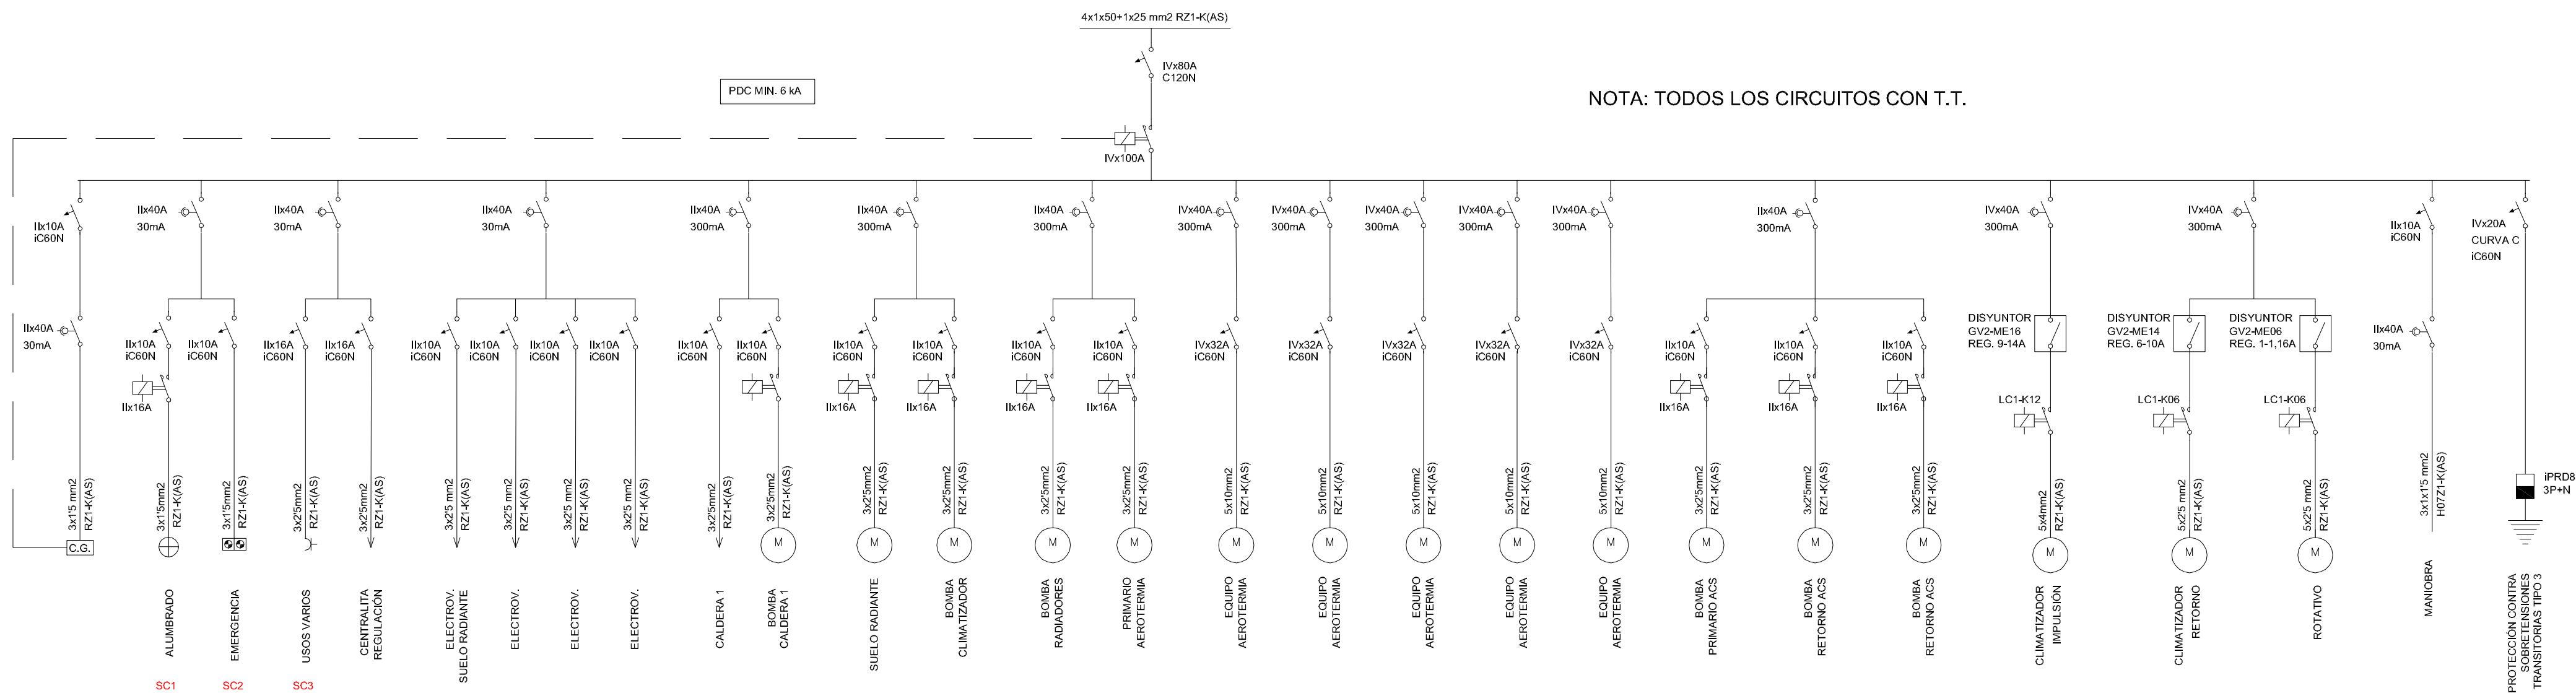 4x1x50+1x25 mm2 RZ1-K(AS)
IVx80A
C120N
PDC MIN. 6 kA
NOTA: TODOS LOS CIRCUITOS CON T.T.
IVx100A
IIx10A
iC60N
IIx40A
30mA
3x1'5 mm2
RZ1-K(AS)
C.G.
IIx40A
30mA
IIx10A
iC60N
IIx16A
3x1'5mm2
RZ1-K(AS)
ALUMBRADO
SC1
IIx10A
iC60N
3x1'5mm2
RZ1-K(AS)
EMERGENCIA
SC2
IIx40A
30mA
IIx16A
iC60N
3x2'5mm2
RZ1-K(AS)
USOS VARIOS
SC3
IIx16A
iC60N
3x2'5mm2
RZ1-K(AS)
CENTRALITA
REGULACIÓN
IIx40A
30mA
IIx10A
iC60N
3x2'5 mm2
RZ1-K(AS)
ELECTROV.
SUELO RADIANTE
IIx10A
iC60N
3x2'5 mm2
RZ1-K(AS)
ELECTROV.
IIx10A
iC60N
3x2'5 mm2
RZ1-K(AS)
ELECTROV.
IIx10A
iC60N
3x2'5 mm2
RZ1-K(AS)
ELECTROV.
IIx40A
300mA
IIx10A
iC60N
3x2'5mm2
RZ1-K(AS)
CALDERA 1
IIx10A
iC60N
IIx16A
3x2'5mm2
RZ1-K(AS)
M
BOMBA
CALDERA 1
IIx40A
300mA
IIx10A
iC60N
IIx16A
3x2'5mm2
RZ1-K(AS)
M
SUELO RADIANTE
IIx10A
iC60N
IIx16A
3x2'5mm2
RZ1-K(AS)
M
BOMBA
CLIMATIZADOR
IIx40A
300mA
IIx10A
iC60N
IIx16A
3x2'5mm2
RZ1-K(AS)
M
BOMBA
RADIADORES
IIx10A
iC60N
IIx16A
3x2'5mm2
RZ1-K(AS)
M
PRIMARIO
AEROTERMIA
IVx40A
300mA
IVx32A
iC60N
5x10mm2
RZ1-K(AS)
M
EQUIPO
AEROTERMIA
IVx40A
300mA
IVx32A
iC60N
5x10mm2
RZ1-K(AS)
M
EQUIPO
AEROTERMIA
IVx40A
300mA
IVx32A
iC60N
5x10mm2
RZ1-K(AS)
M
EQUIPO
AEROTERMIA
IVx40A
300mA
IVx32A
iC60N
5x10mm2
RZ1-K(AS)
M
EQUIPO
AEROTERMIA
IVx40A
300mA
IVx32A
iC60N
5x10mm2
RZ1-K(AS)
M
EQUIPO
AEROTERMIA
IIx40A
300mA
IIx10A
iC60N
IIx16A
3x2'5mm2
RZ1-K(AS)
M
BOMBA
PRIMARIO ACS
IIx10A
iC60N
IIx16A
3x2'5mm2
RZ1-K(AS)
M
BOMBA
RETORNO ACS
IIx10A
iC60N
IIx16A
3x2'5mm2
RZ1-K(AS)
M
BOMBA
RETORNO ACS
IVx40A
300mA
DISYUNTOR
GV2-ME16
REG. 9-14A
LC1-K12
5x4mm2
RZ1-K(AS)
M
CLIMATIZADOR
IMPULSIÓN
IVx40A
300mA
DISYUNTOR
GV2-ME14
REG. 6-10A
LC1-K06
5x2'5 mm2
RZ1-K(AS)
M
CLIMATIZADOR
RETORNO
DISYUNTOR
GV2-ME06
REG. 1-1,16A
LC1-K06
5x2'5 mm2
RZ1-K(AS)
M
ROTATIVO
IIx10A
iC60N
IIx40A
30mA
3x1x1'5 mm2
H07Z1-K(AS)
MANIOBRA
IVx20A
CURVA C
iC60N
iPRD8
3P+N
PROTECCIÓN CONTRA
SOBRETENSIONES
TRANSITORIAS TIPO 3